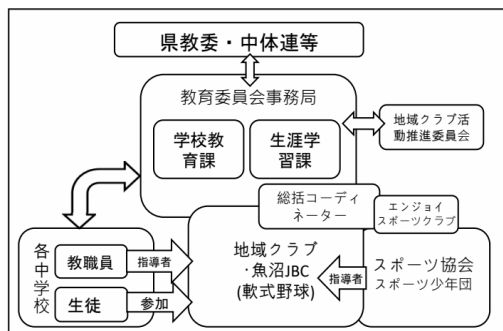 県教委・中体連等
教育委員会事務局
学校教
育課
生涯学
習課
地域クラブ活
動推進委員会
総括コーディ
ネーター
エンジョイ
スポーツクラブ
各中学校
教職員
指導者
生徒
参加
地域クラブ
・魚沼JBC
(軟式野球)
指導者
スポーツ協会
スポーツ少年団